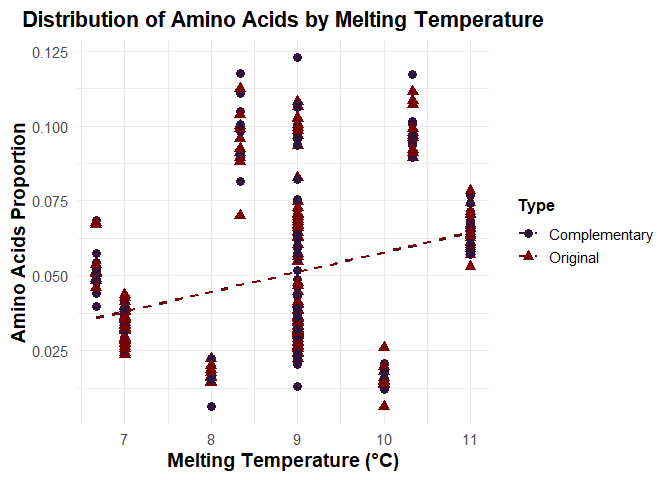 Distribution of Amino Acids by Melting Temperature
Amino Acids Proportion
0.125
0.100
0.075
0.050
0.025
7 8 9 10 11
Melting Temperature (°C)
Type
Complementary
Original